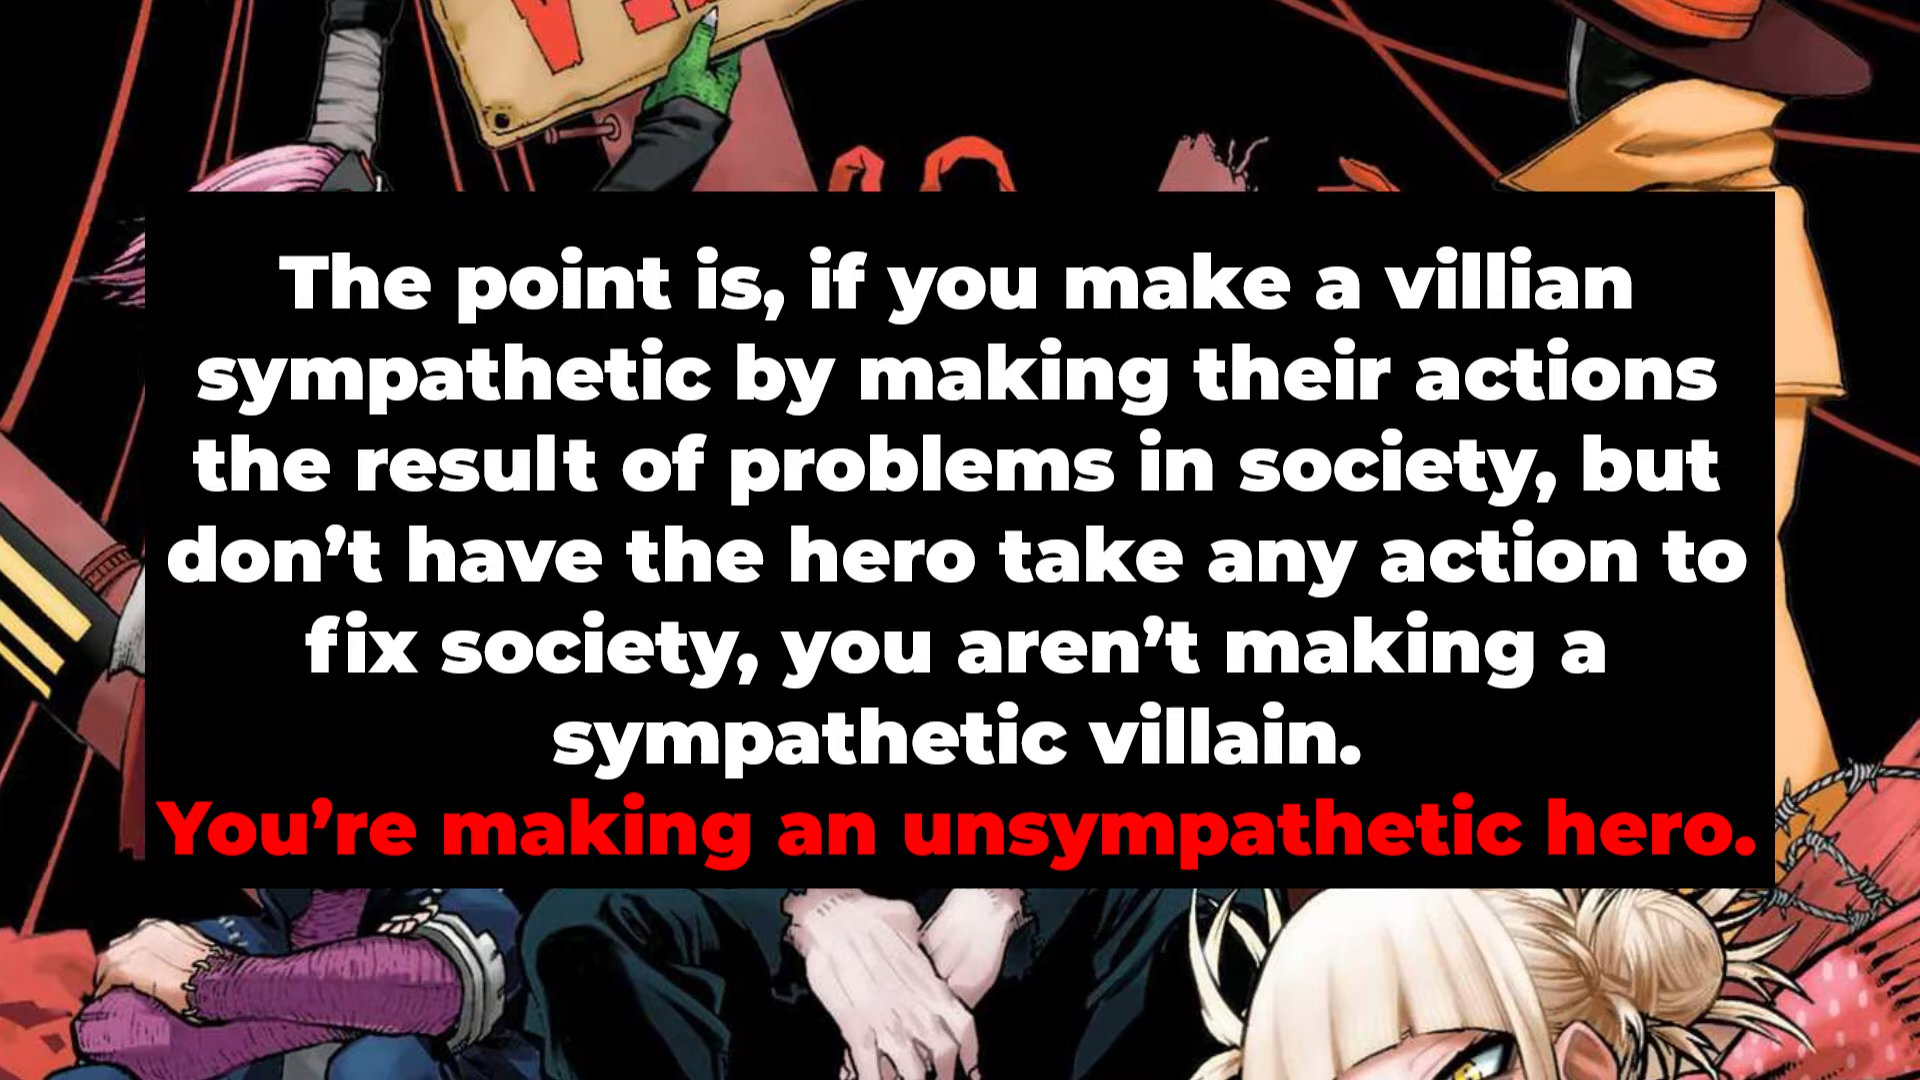 The point is, if you make a villian
sympathetic by making their actions
the result of problems in society, but
don’t have the hero take any action to
fix society, you aren’t making a
sympathetic villain.
You’re making an unsympathetic hero.